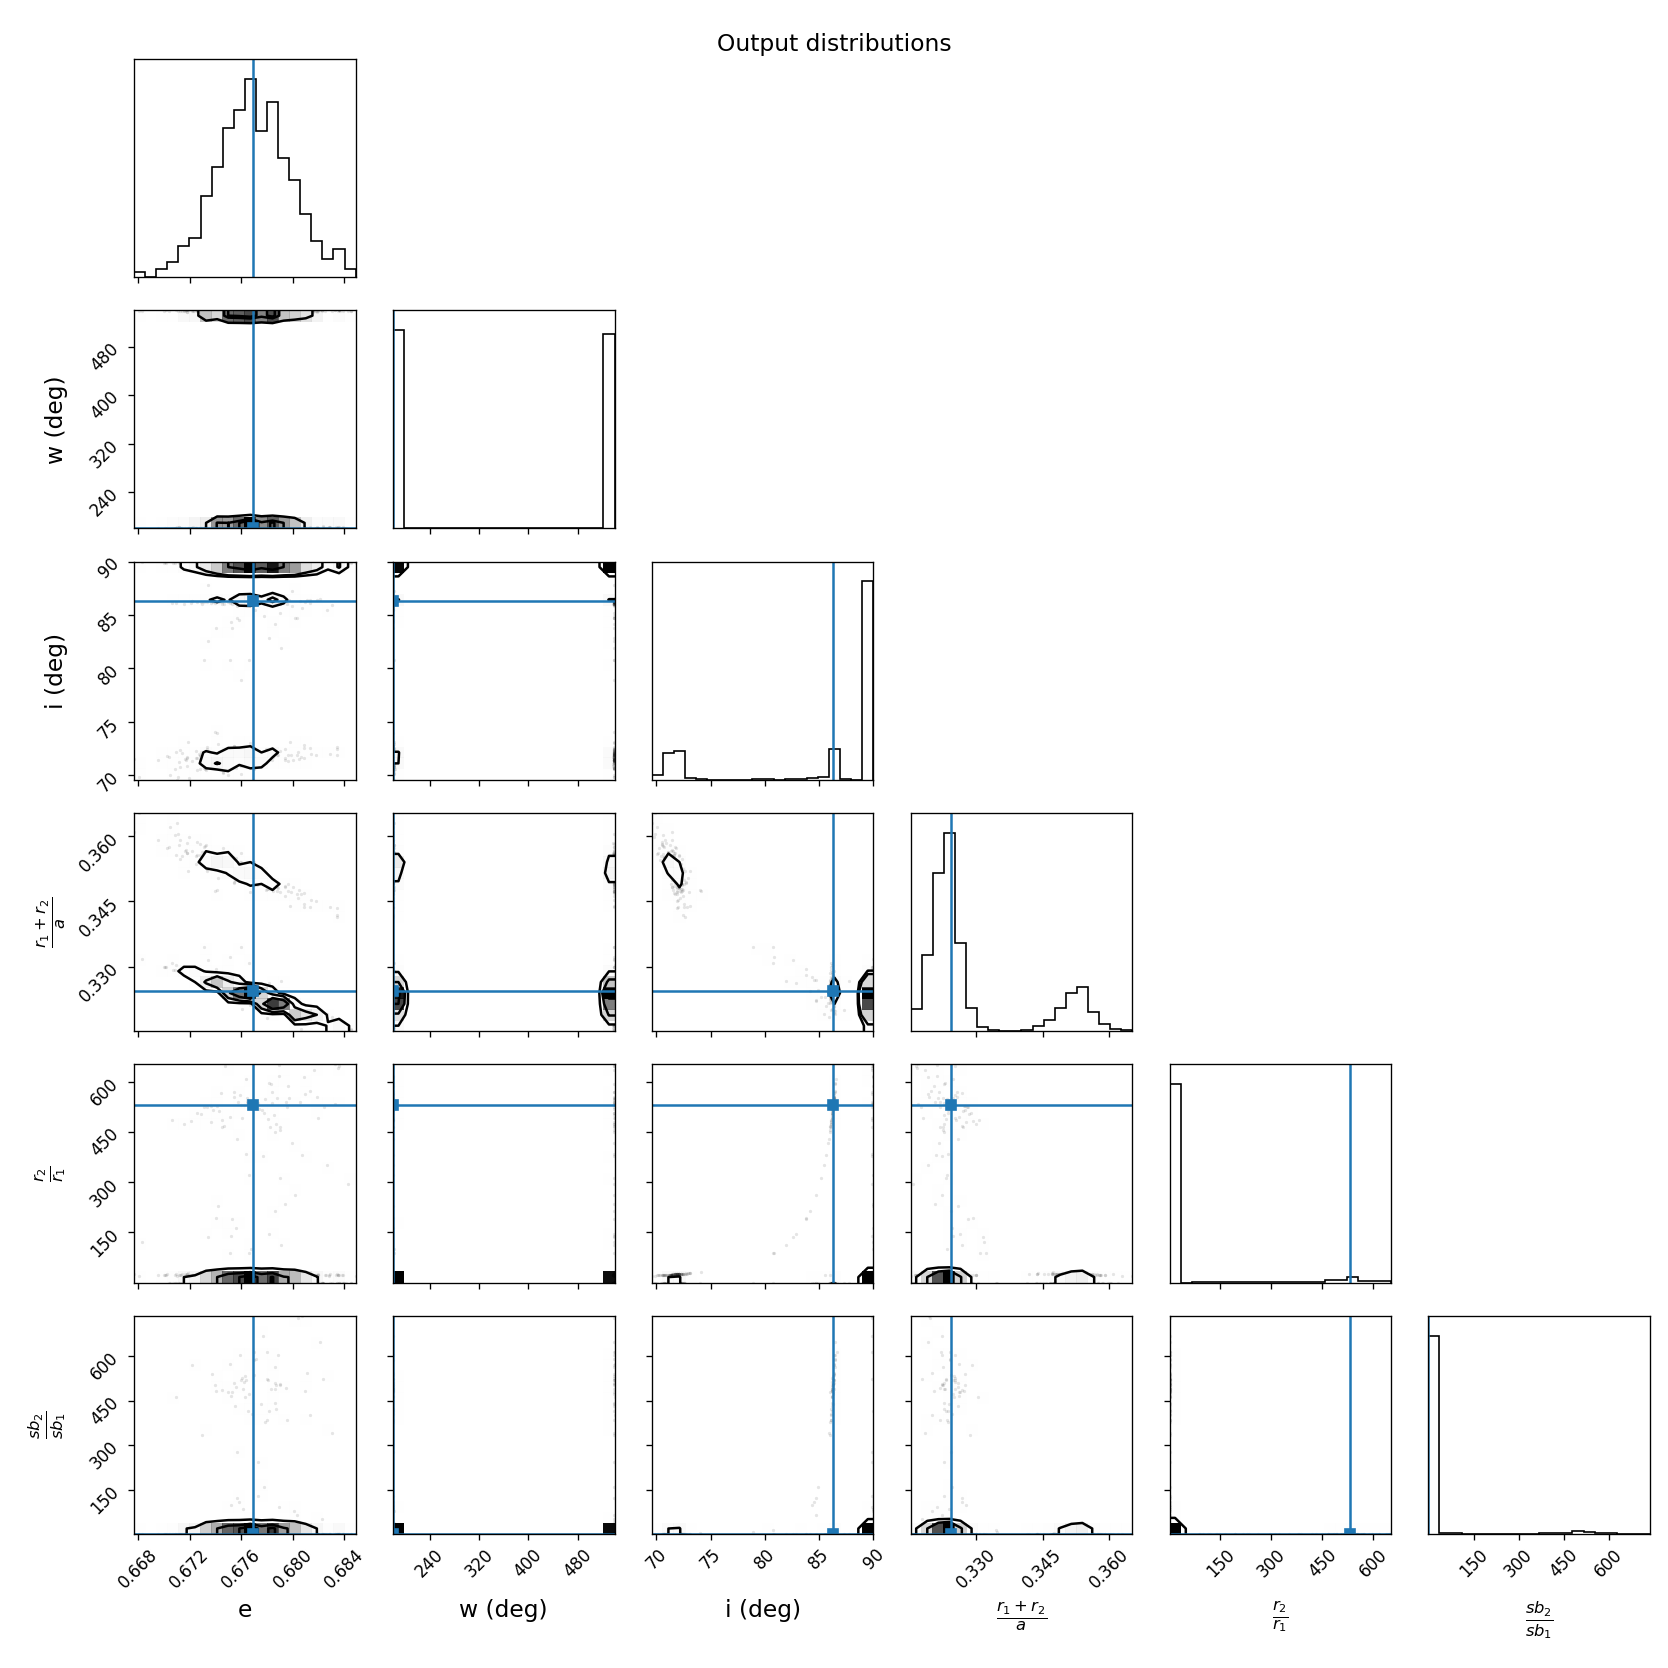 Output distributions
w (deg)
480
400
320
240
i (deg)
90
85
80
75
70
r₁ + r₂
a
0.360
0.345
0.330
r₂
r₁
600
450
300
150
sb₂
sb₁
600
450
300
150
0.668 0.672 0.676 0.680 0.684 240 320 400 480 70 75 80 85 90 0.330 0.345 0.360 150 300 450 600 150 300 450 600
e w (deg) i (deg) r₁ + r₂ r₂ sb₂
a r₁ sb₁